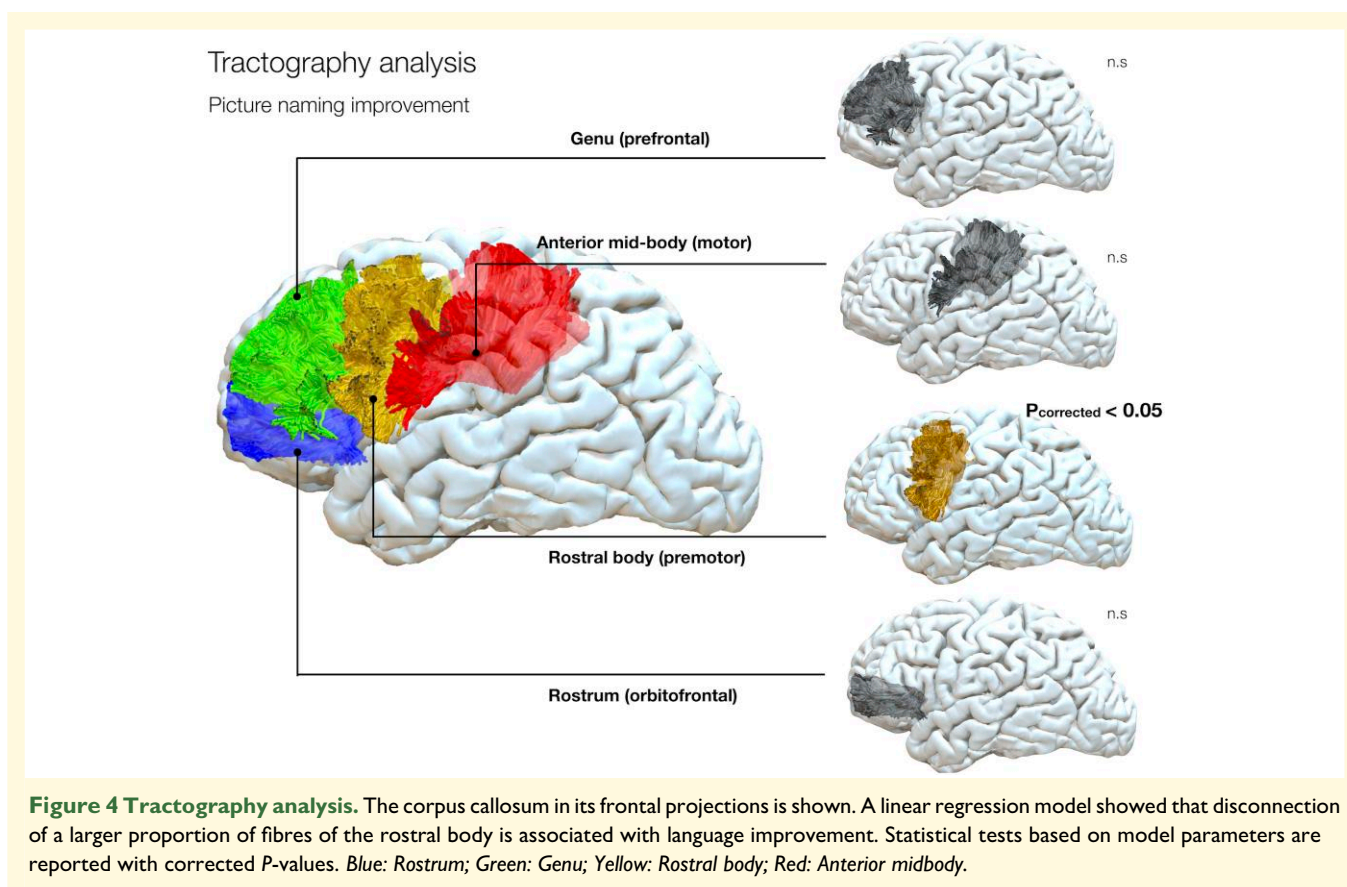 Tractography analysis
Picture naming improvement
n.s
Genu (prefrontal)
Anterior mid-body (motor)
n.s
Pcorrected < 0.05
Rostral body (premotor)
n.s
Rostrum (orbitofrontal)
Figure 4 Tractography analysis. The corpus callosum in its frontal projections is shown. A linear regression model showed that disconnection
of a larger proportion of fibres of the rostral body is associated with language improvement. Statistical tests based on model parameters are
reported with corrected P-values. Blue: Rostrum; Green: Genu; Yellow: Rostral body; Red: Anterior midbody.